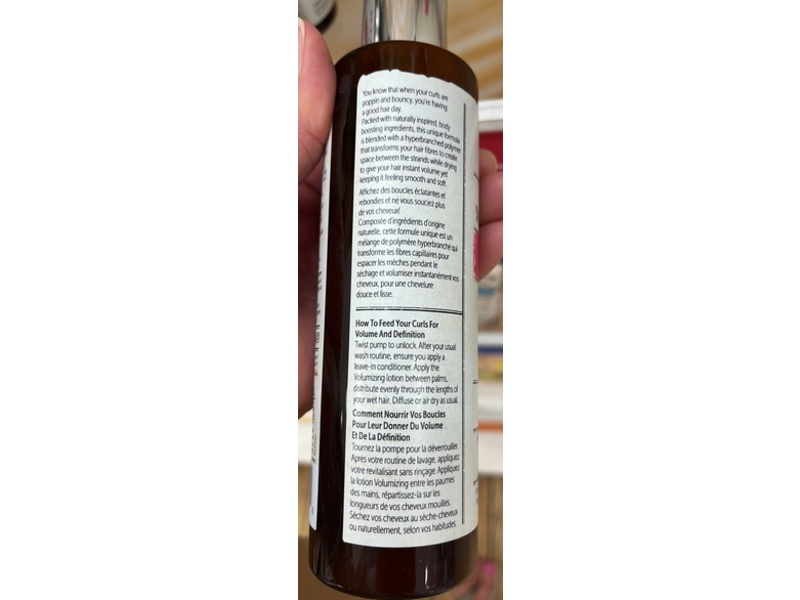 You know that when your curls are
poppin and bouncy, you're having
a good hair day.
Packed with naturally inspired, body
boosting ingredients, this unique formula
is blended with a hyperbranched polymer
that transforms your hair fibres to create
space between the strands while drying
to give your hair instant volume yet
keeping it feeling smooth and soft.
Affichez des boucles éclatantes et
rebondies et ne vous souciez plus
de vos cheveux!
Composée d'ingrédients d'origine
naturelle, cette formule unique est un
mélange de polymère hyperbranché qui
transforme les fibres capillaires pour
espacer les mèches pendant le
séchage et volumiser instantanément vos
cheveux, pour une chevelure
douce et lisse.
How To Feed Your Curls For
Volume And Definition
Twist pump to unlock. After your usual
wash routine, ensure you apply a
leave-in conditioner. Apply the
Volumizing lotion between palms,
distribute evenly through the lengths of
your wet hair. Diffuse or air dry as usual.
Comment Nourrir Vos Boucles
Pour Leur Donner Du Volume
Et De La Définition
Tournez la pompe pour la déverrouiller.
Après votre routine de lavage, appliquez
votre revitalisant sans rinçage. Appliquez
la lotion Volumizing entre les paumes
des mains, répartissez-la sur les
longueurs de vos cheveux mouillés.
Séchez vos cheveux au sèche-cheveux
ou naturellement, selon vos habitudes.